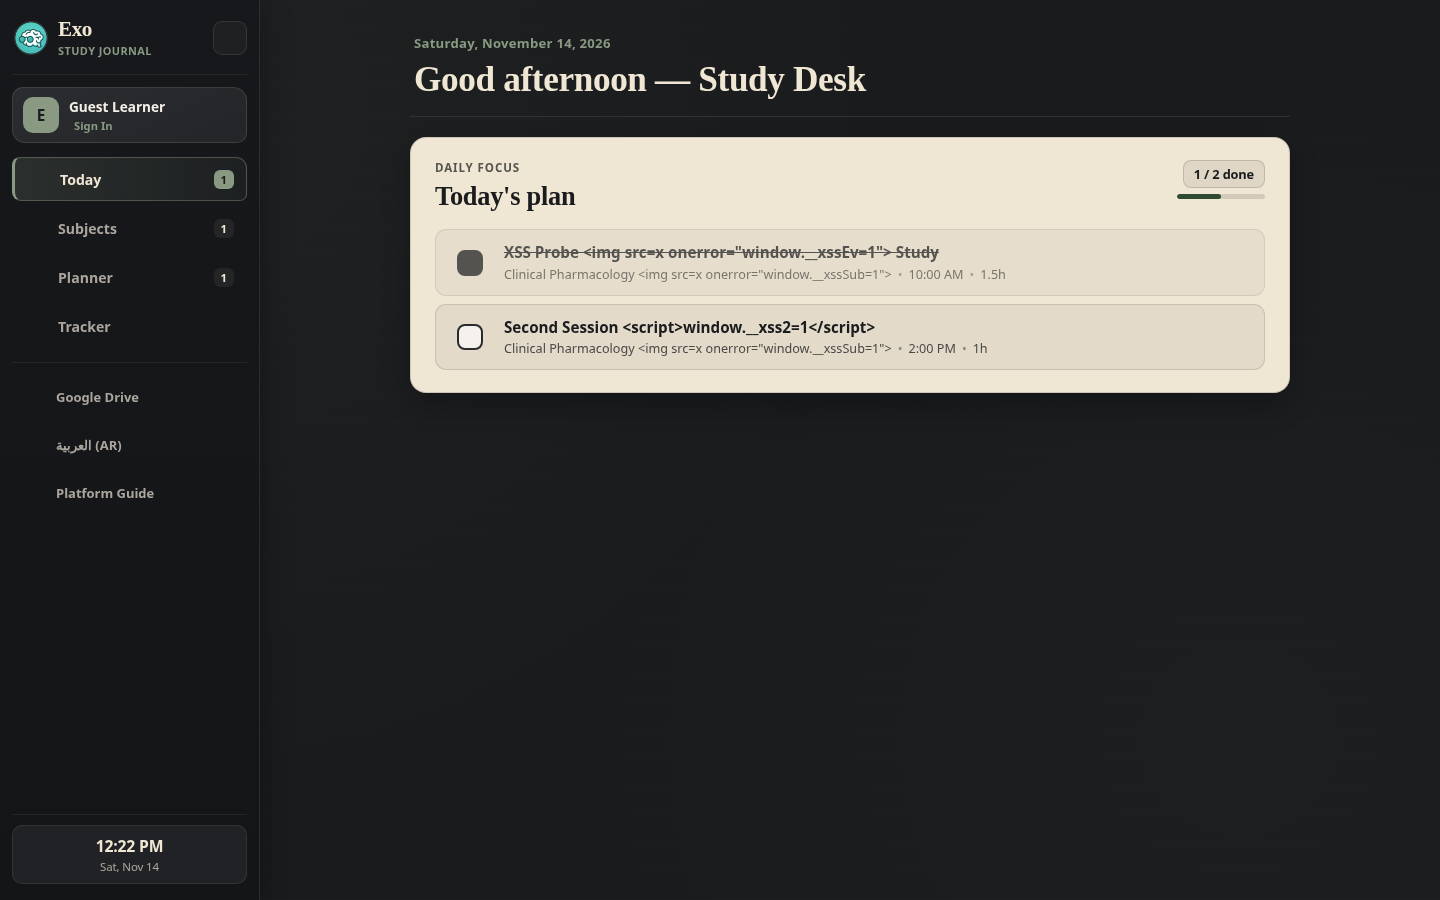 Exo
STUDY JOURNAL
E
Guest Learner
Sign In
Today 1
Subjects 1
Planner 1
Tracker
Google Drive
العربية (AR)
Platform Guide
12:22 PM
Sat, Nov 14
Saturday, November 14, 2026
Good afternoon — Study Desk
DAILY FOCUS
Today's plan
1 / 2 done
XSS Probe <img src=x onerror="window.__xssEv=1"> Study
Clinical Pharmacology <img src=x onerror="window.__xssSub=1"> • 10:00 AM • 1.5h
Second Session <script>window.__xss2=1</script>
Clinical Pharmacology <img src=x onerror="window.__xssSub=1"> • 2:00 PM • 1h